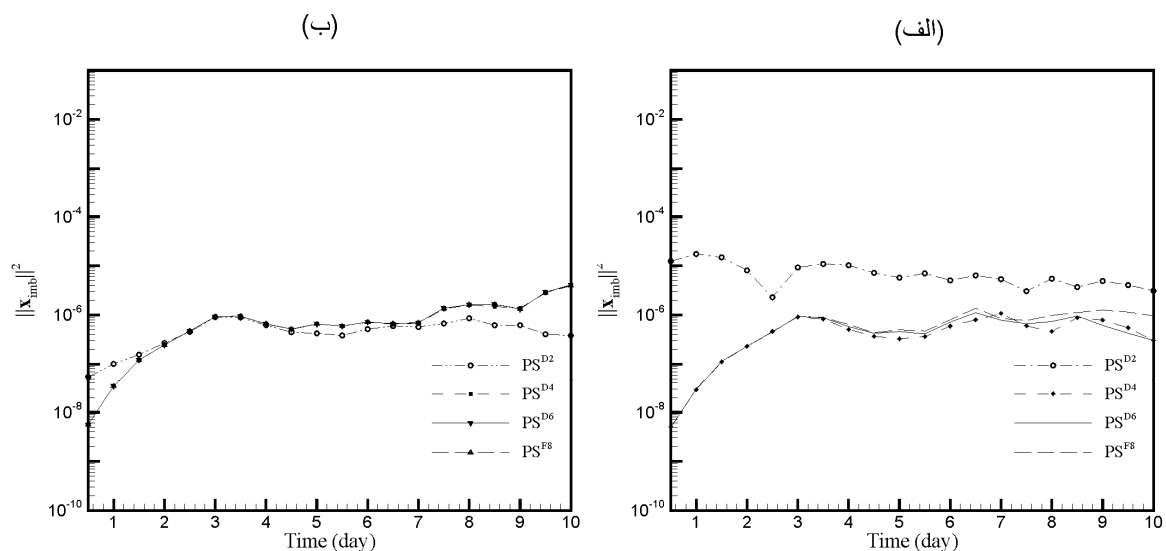 (ب)
||x_imb||²
10⁻²
10⁻⁴
10⁻⁶
10⁻⁸
10⁻¹⁰
1 2 3 4 5 6 7 8 9 10
Time (day)
PS^D2
PS^D4
PS^D6
PS^F8
(الف)
||x_imb||²
10⁻²
10⁻⁴
10⁻⁶
10⁻⁸
10⁻¹⁰
1 2 3 4 5 6 7 8 9 10
Time (day)
PS^D2
PS^D4
PS^D6
PS^F8